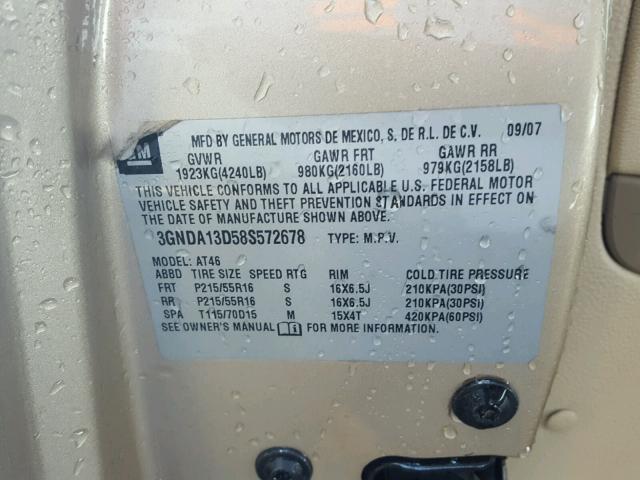 GM
MFD BY GENERAL MOTORS DE MEXICO, S. DE R.L. DE C.V. 09/07
GVWR GAWR FRT GAWR RR
1923KG(4240LB) 980KG(2160LB) 979KG(2158LB)
THIS VEHICLE CONFORMS TO ALL APPLICABLE U.S. FEDERAL MOTOR
VEHICLE SAFETY AND THEFT PREVENTION STANDARDS IN EFFECT ON
THE DATE OF MANUFACTURE SHOWN ABOVE.
3GNDA13D58S572678 TYPE: M.P.V.
MODEL: AT46
ABBD TIRE SIZE SPEED RTG RIM COLD TIRE PRESSURE
FRT P215/55R16 S 16X6.5J 210KPA(30PSI)
RR P215/55R16 S 16X6.5J 210KPA(30PSI)
SPA T115/70D15 M 15X4T 420KPA(60PSI)
SEE OWNER'S MANUAL FOR MORE INFORMATION.